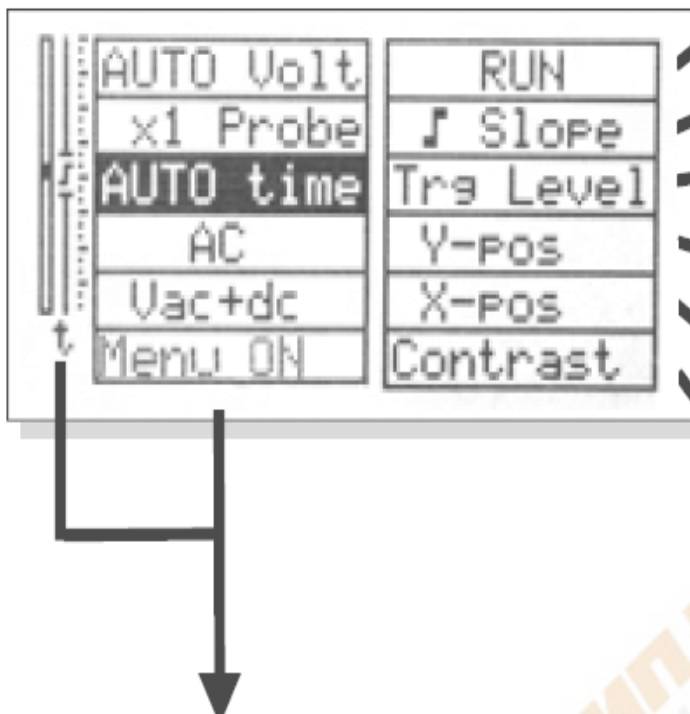 AUTO Volt
x1 Probe
AUTO time
AC
Vac+dc
Menu ON
t
RUN
Slope
Trg Level
Y-pos
X-pos
Contrast